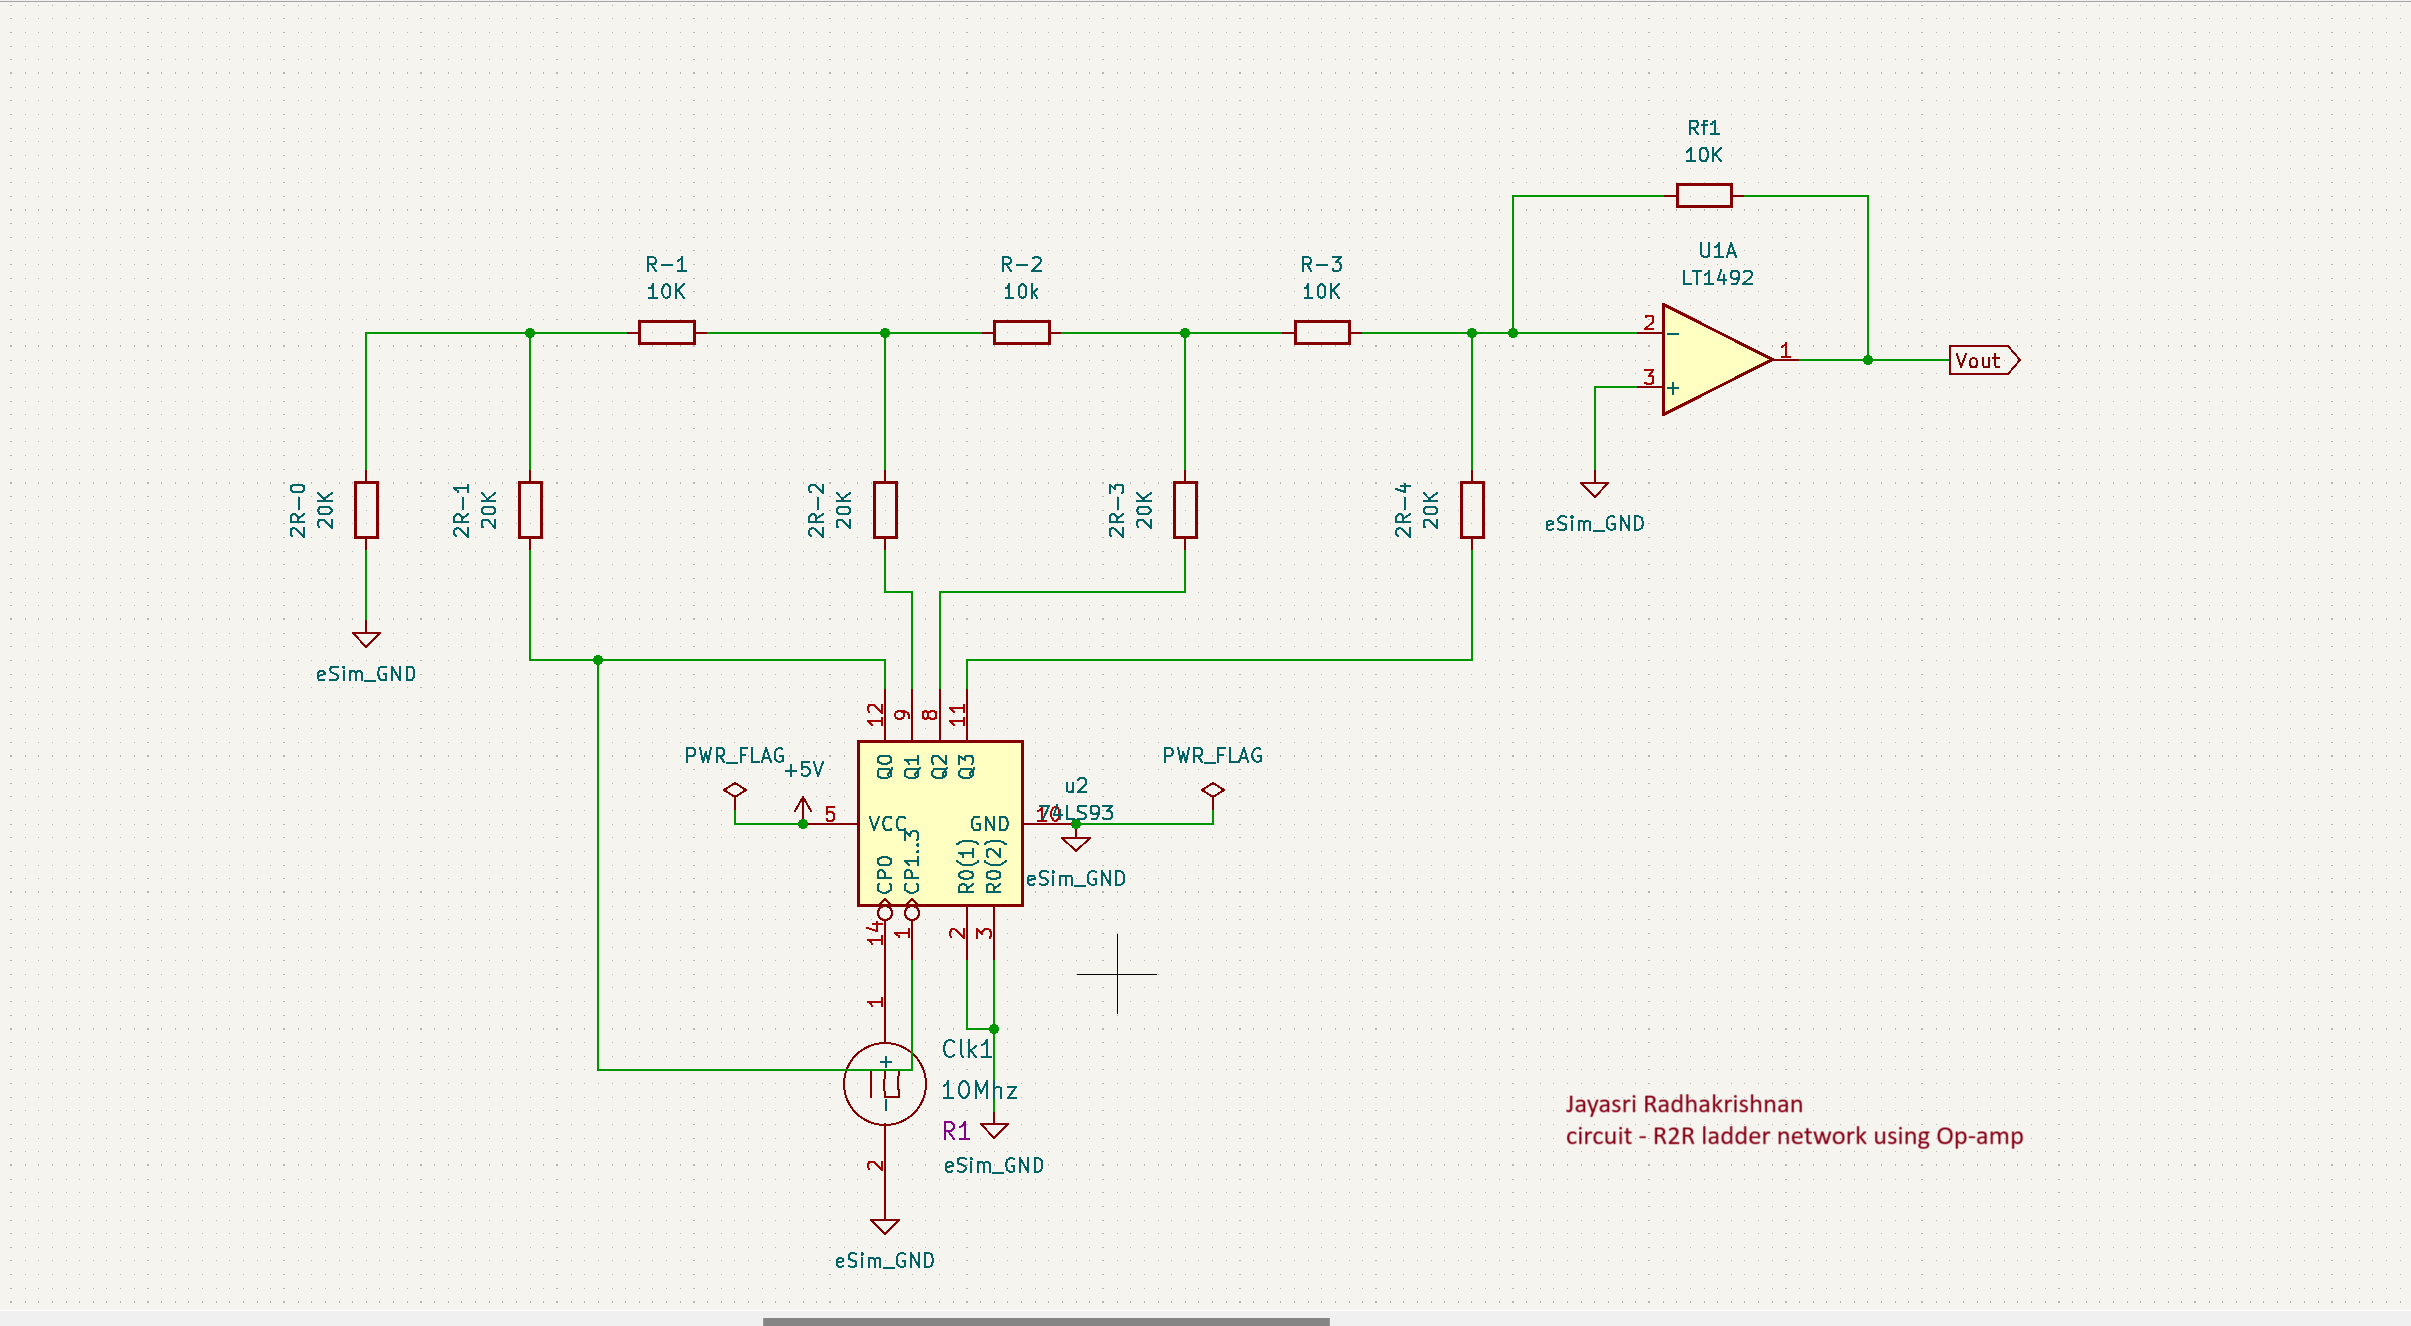 Rf1
10K
U1A
LT1492
R-1
10K
R-2
10k
R-3
10K
2
−
1
Vout
3
+
2R-0
20K
2R-1
20K
2R-2
20K
2R-3
20K
2R-4
20K
eSim_GND
eSim_GND
12
9
8
11
PWR_FLAG
+5V
Q0
Q1
Q2
Q3
PWR_FLAG
u2
74LS93
5
VCC
GND
10
CP0
CP1..3
R0(1)
R0(2)
eSim_GND
14
1
2
3
1
+
−
Clk1
10Mhz
R1
2
eSim_GND
eSim_GND
Jayasri Radhakrishnan
circuit - R2R ladder network using Op-amp